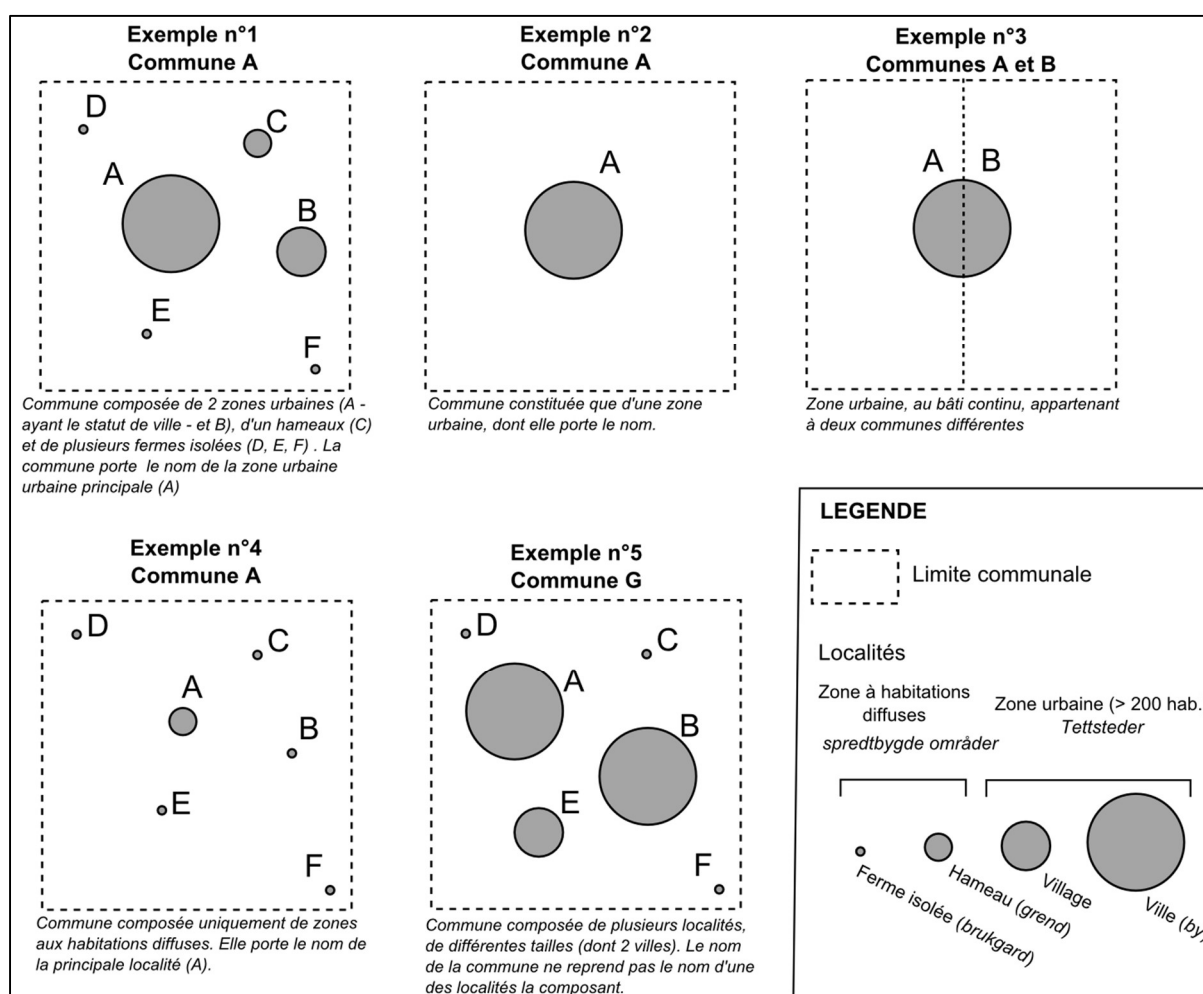 Exemple n°1
Commune A
D
C
A
B
E
F
Commune composée de 2 zones urbaines (A -
ayant le statut de ville - et B), d'un hameaux (C)
et de plusieurs fermes isolées (D, E, F) . La
commune porte le nom de la zone urbaine
urbaine principale (A)
Exemple n°2
Commune A
A
Commune constituée que d'une zone
urbaine, dont elle porte le nom.
Exemple n°3
Communes A et B
A B
Zone urbaine, au bâti continu, appartenant
à deux communes différentes
Exemple n°4
Commune A
D
C
A
B
E
F
Commune composée uniquement de zones
aux habitations diffuses. Elle porte le nom de
la principale localité (A).
Exemple n°5
Commune G
D
C
A
B
E
F
Commune composée de plusieurs localités,
de différentes tailles (dont 2 villes). Le nom
de la commune ne reprend pas le nom d'une
des localités la composant.
LEGENDE
Limite communale
Localités
Zone à habitations
diffuses
spredtbygde områder
Zone urbaine (> 200 hab.
Tettsteder
Ferme isolée (brukgard)
Hameau (grend)
Village
Ville (by